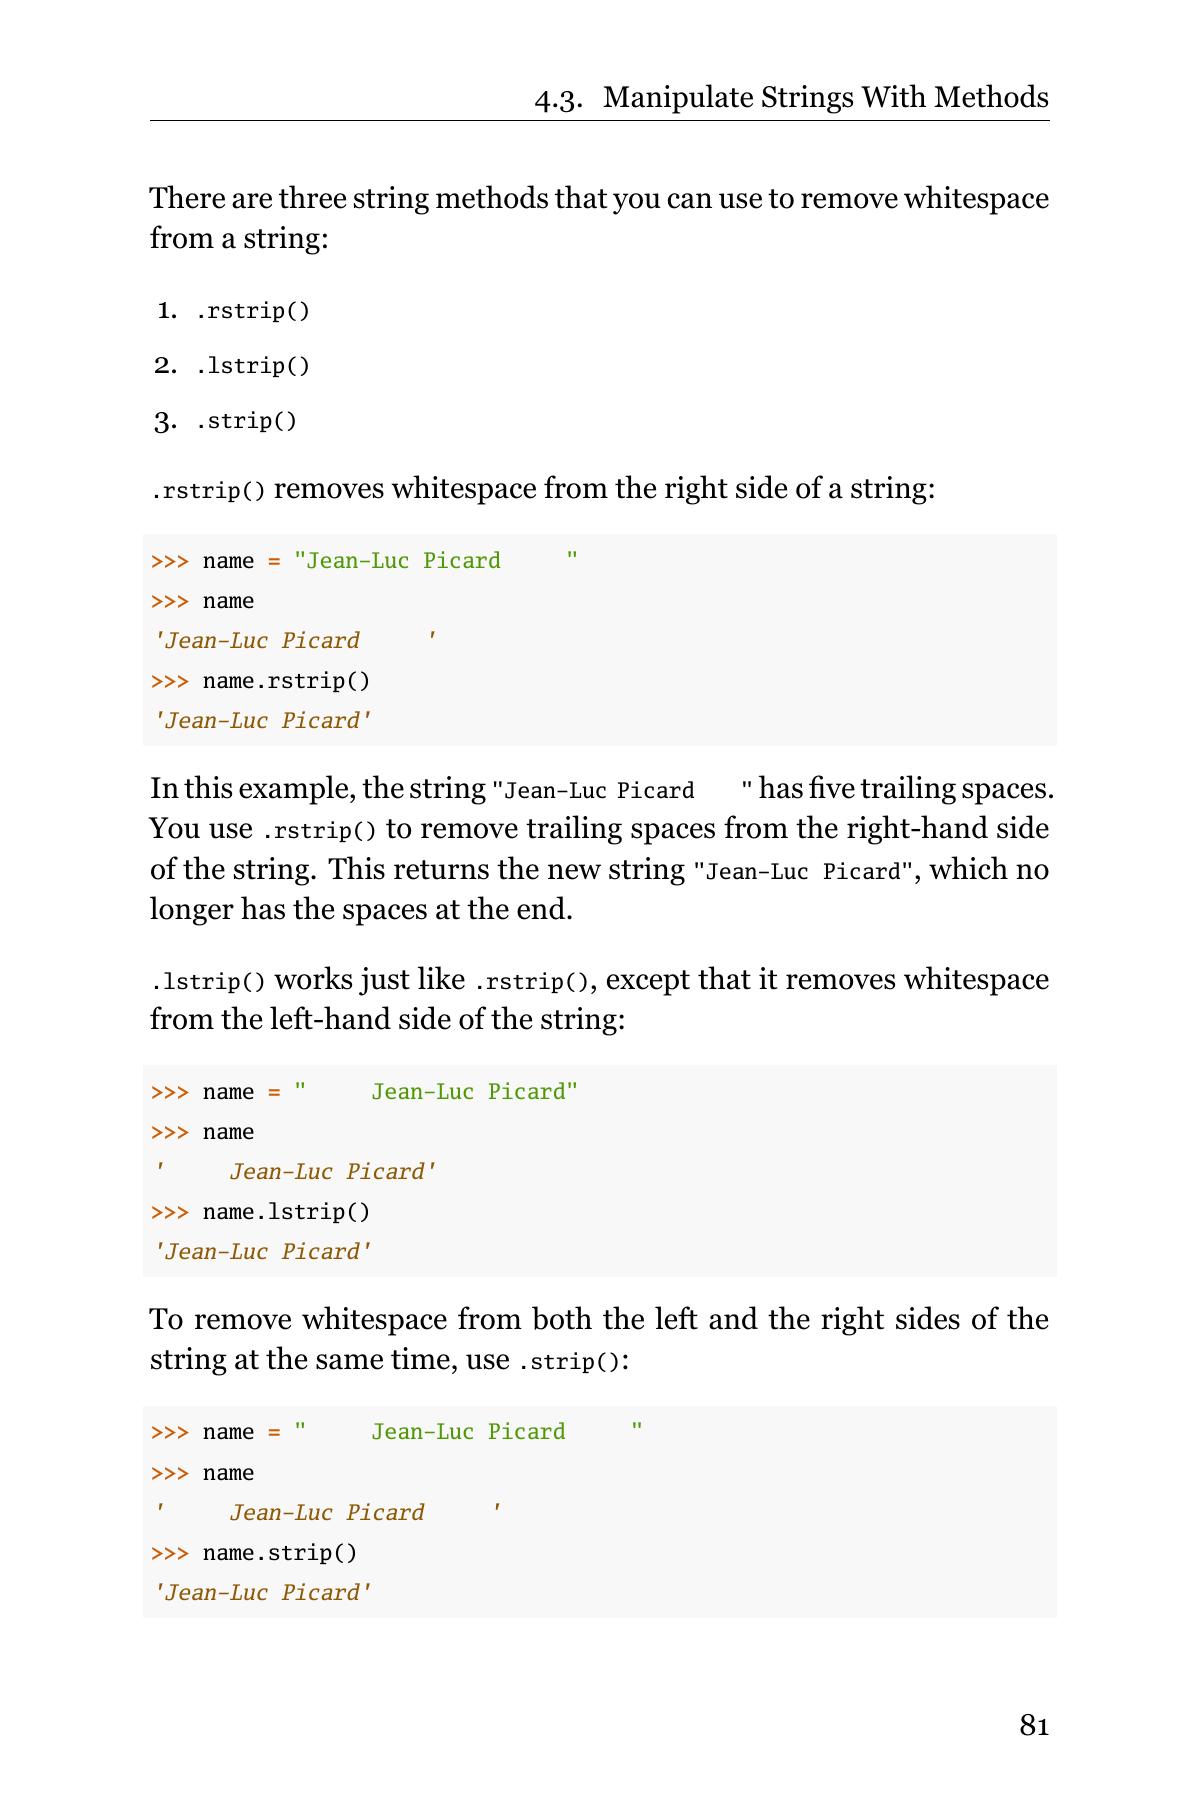 4.3. Manipulate Strings With Methods
There are three string methods that you can use to remove whitespace
from a string:
1. .rstrip()
2. .lstrip()
3. .strip()
.rstrip() removes whitespace from the right side of a string:
>>> name = "Jean-Luc Picard     "
>>> name
'Jean-Luc Picard     '
>>> name.rstrip()
'Jean-Luc Picard'
In this example, the string "Jean-Luc Picard     " has five trailing spaces.
You use .rstrip() to remove trailing spaces from the right-hand side
of the string. This returns the new string "Jean-Luc Picard", which no
longer has the spaces at the end.
.lstrip() works just like .rstrip(), except that it removes whitespace
from the left-hand side of the string:
>>> name = "     Jean-Luc Picard"
>>> name
'     Jean-Luc Picard'
>>> name.lstrip()
'Jean-Luc Picard'
To remove whitespace from both the left and the right sides of the
string at the same time, use .strip():
>>> name = "     Jean-Luc Picard     "
>>> name
'     Jean-Luc Picard     '
>>> name.strip()
'Jean-Luc Picard'
81